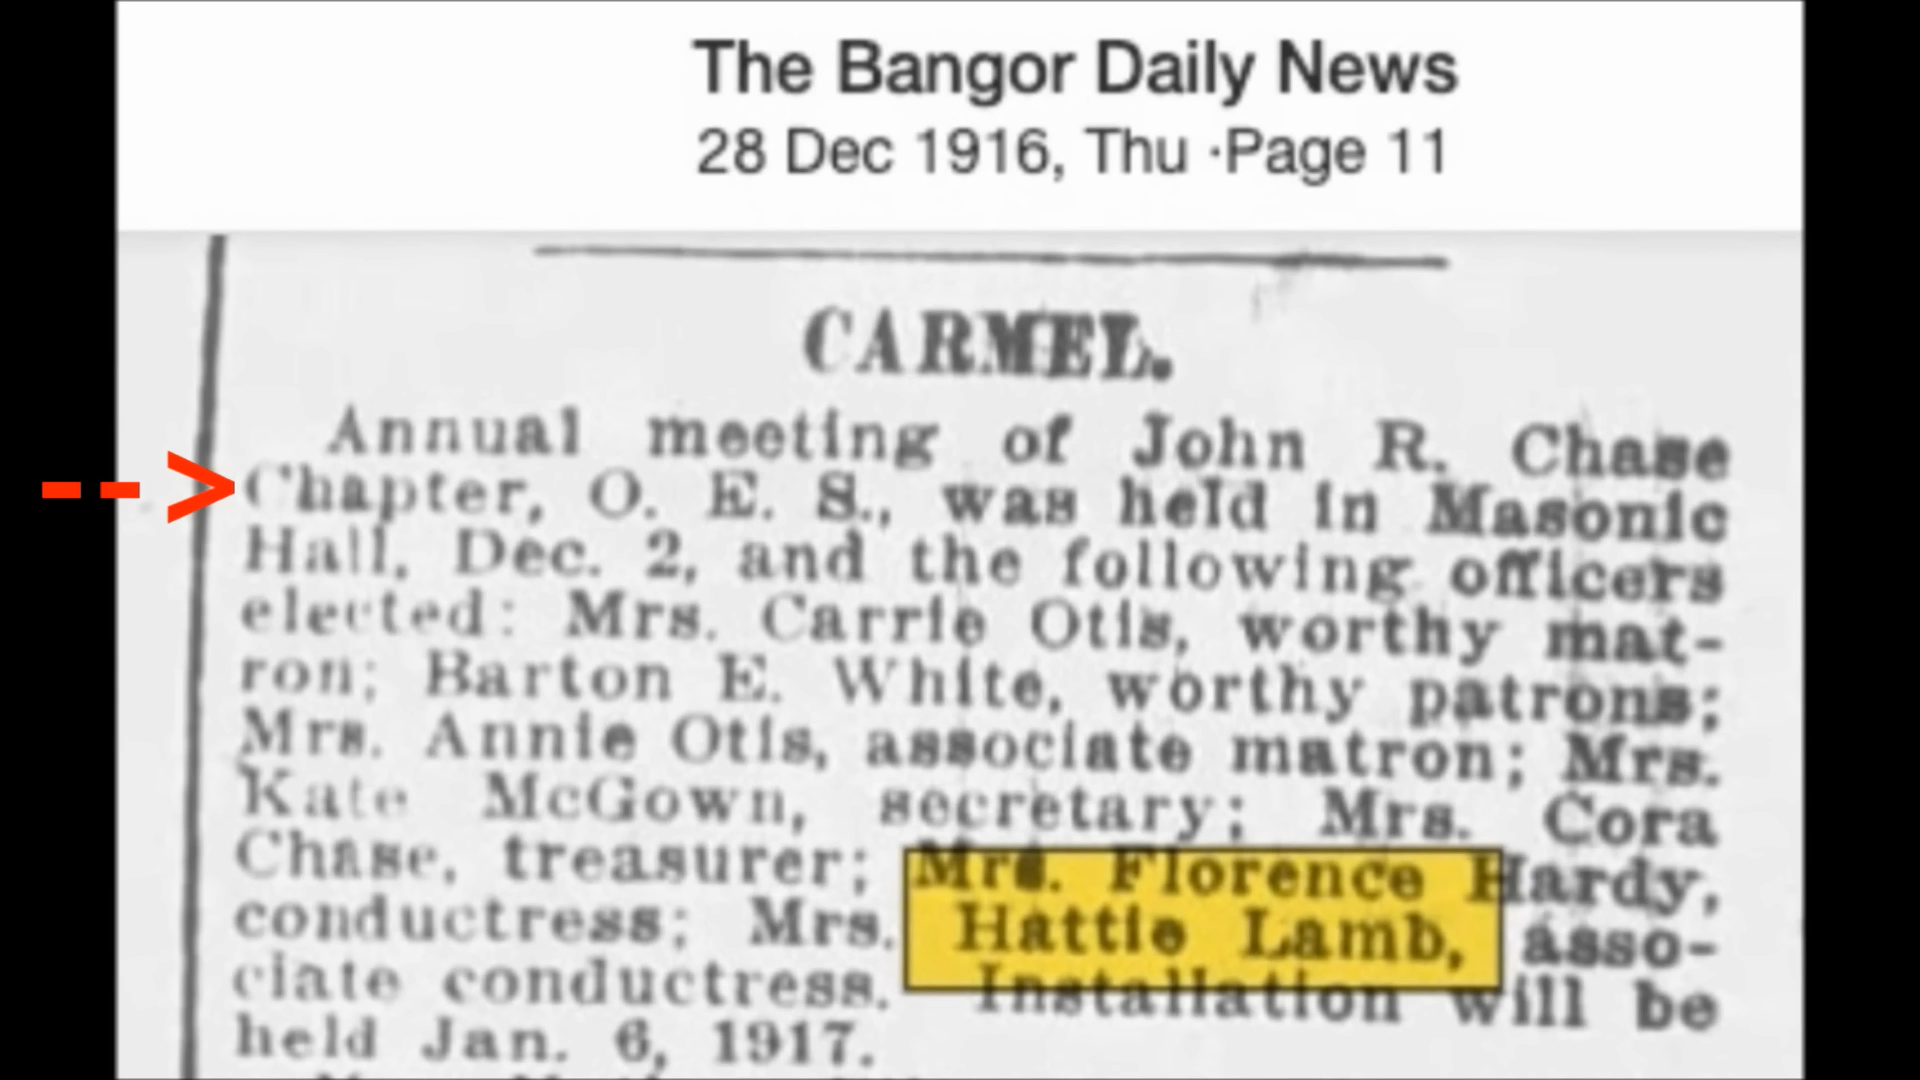 The Bangor Daily News
28 Dec 1916, Thu ·Page 11
CARMEL.
Annual meeting of John R. Chase
Chapter, O. E. S., was held in Masonic
Hall, Dec. 2, and the following officers
elected: Mrs. Carrie Otis, worthy mat-
ron; Barton E. White, worthy patrons;
Mrs. Annie Otis, associate matron; Mrs.
Kate McGown, secretary; Mrs. Cora
Chase, treasurer; Mrs. Florence Hardy,
conductress; Mrs. Hattie Lamb, asso-
ciate conductress. Installation will be
held Jan. 6, 1917.